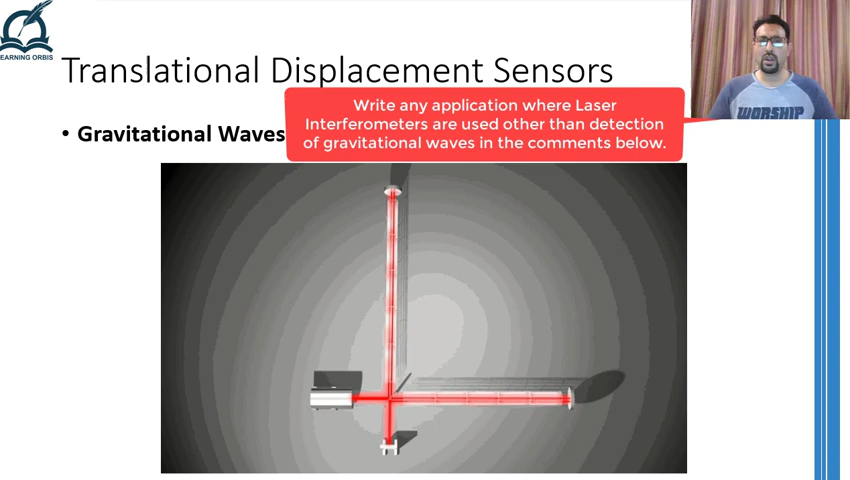 EARNING ORBIS
Translational Displacement Sensors
Write any application where Laser
Interferometers are used other than detection
of gravitational waves in the comments below.
• Gravitational Waves
WORSHIP